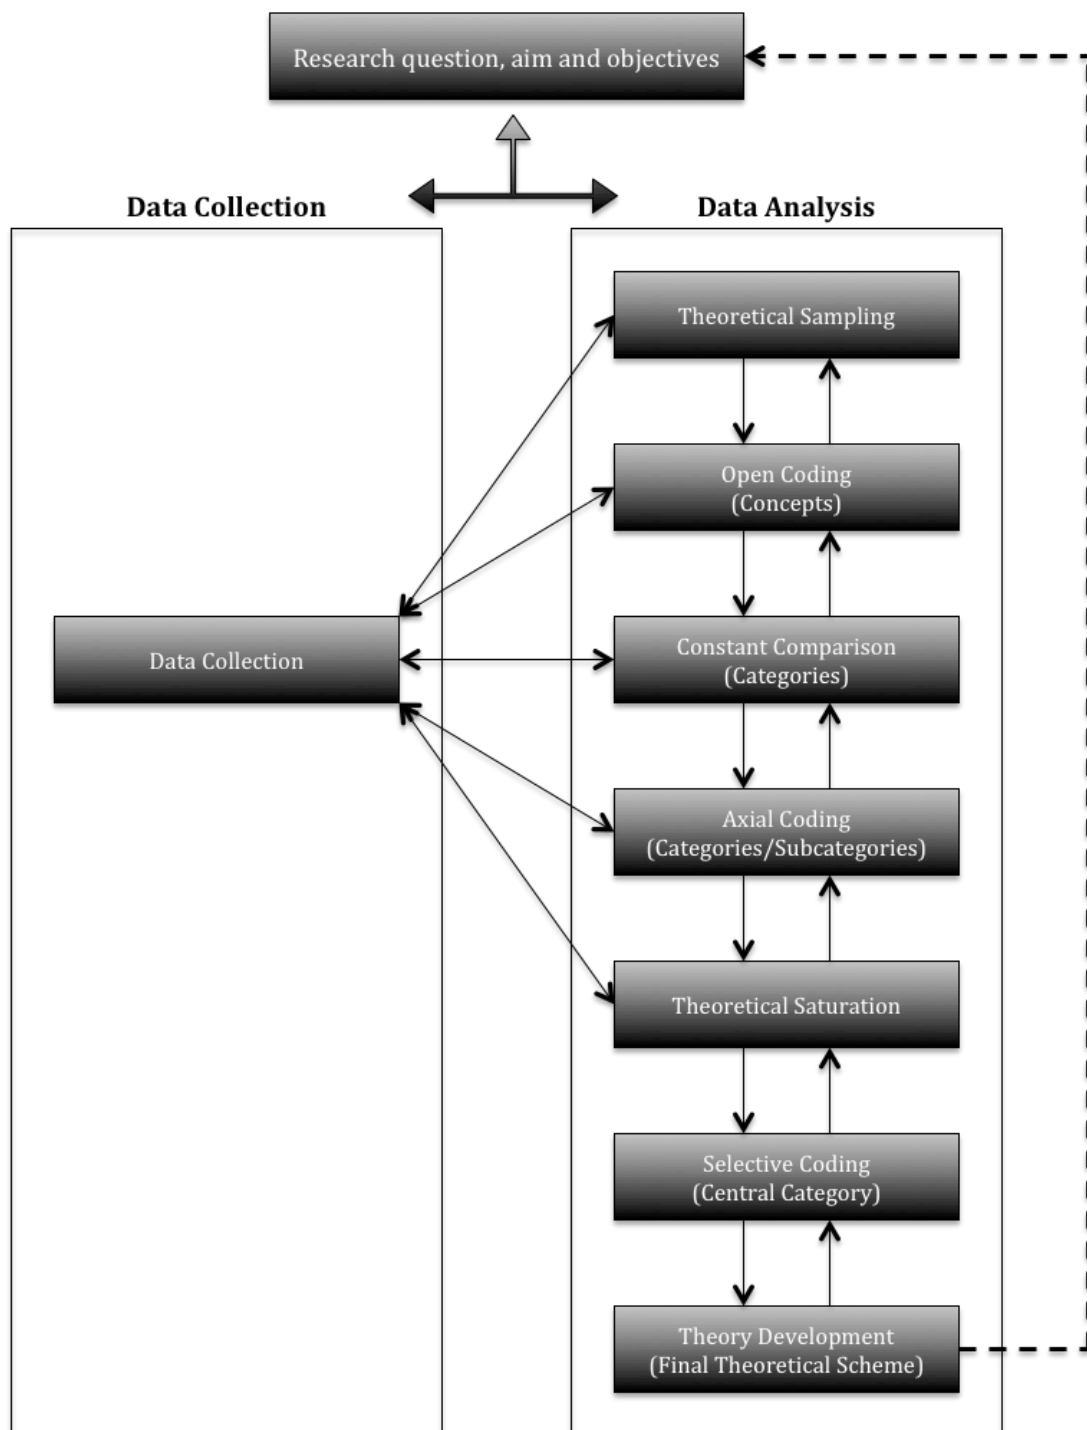 Research question, aim and objectives
Data Collection
Data Analysis
Theoretical Sampling
Open Coding
(Concepts)
Data Collection
Constant Comparison
(Categories)
Axial Coding
(Categories/Subcategories)
Theoretical Saturation
Selective Coding
(Central Category)
Theory Development
(Final Theoretical Scheme)